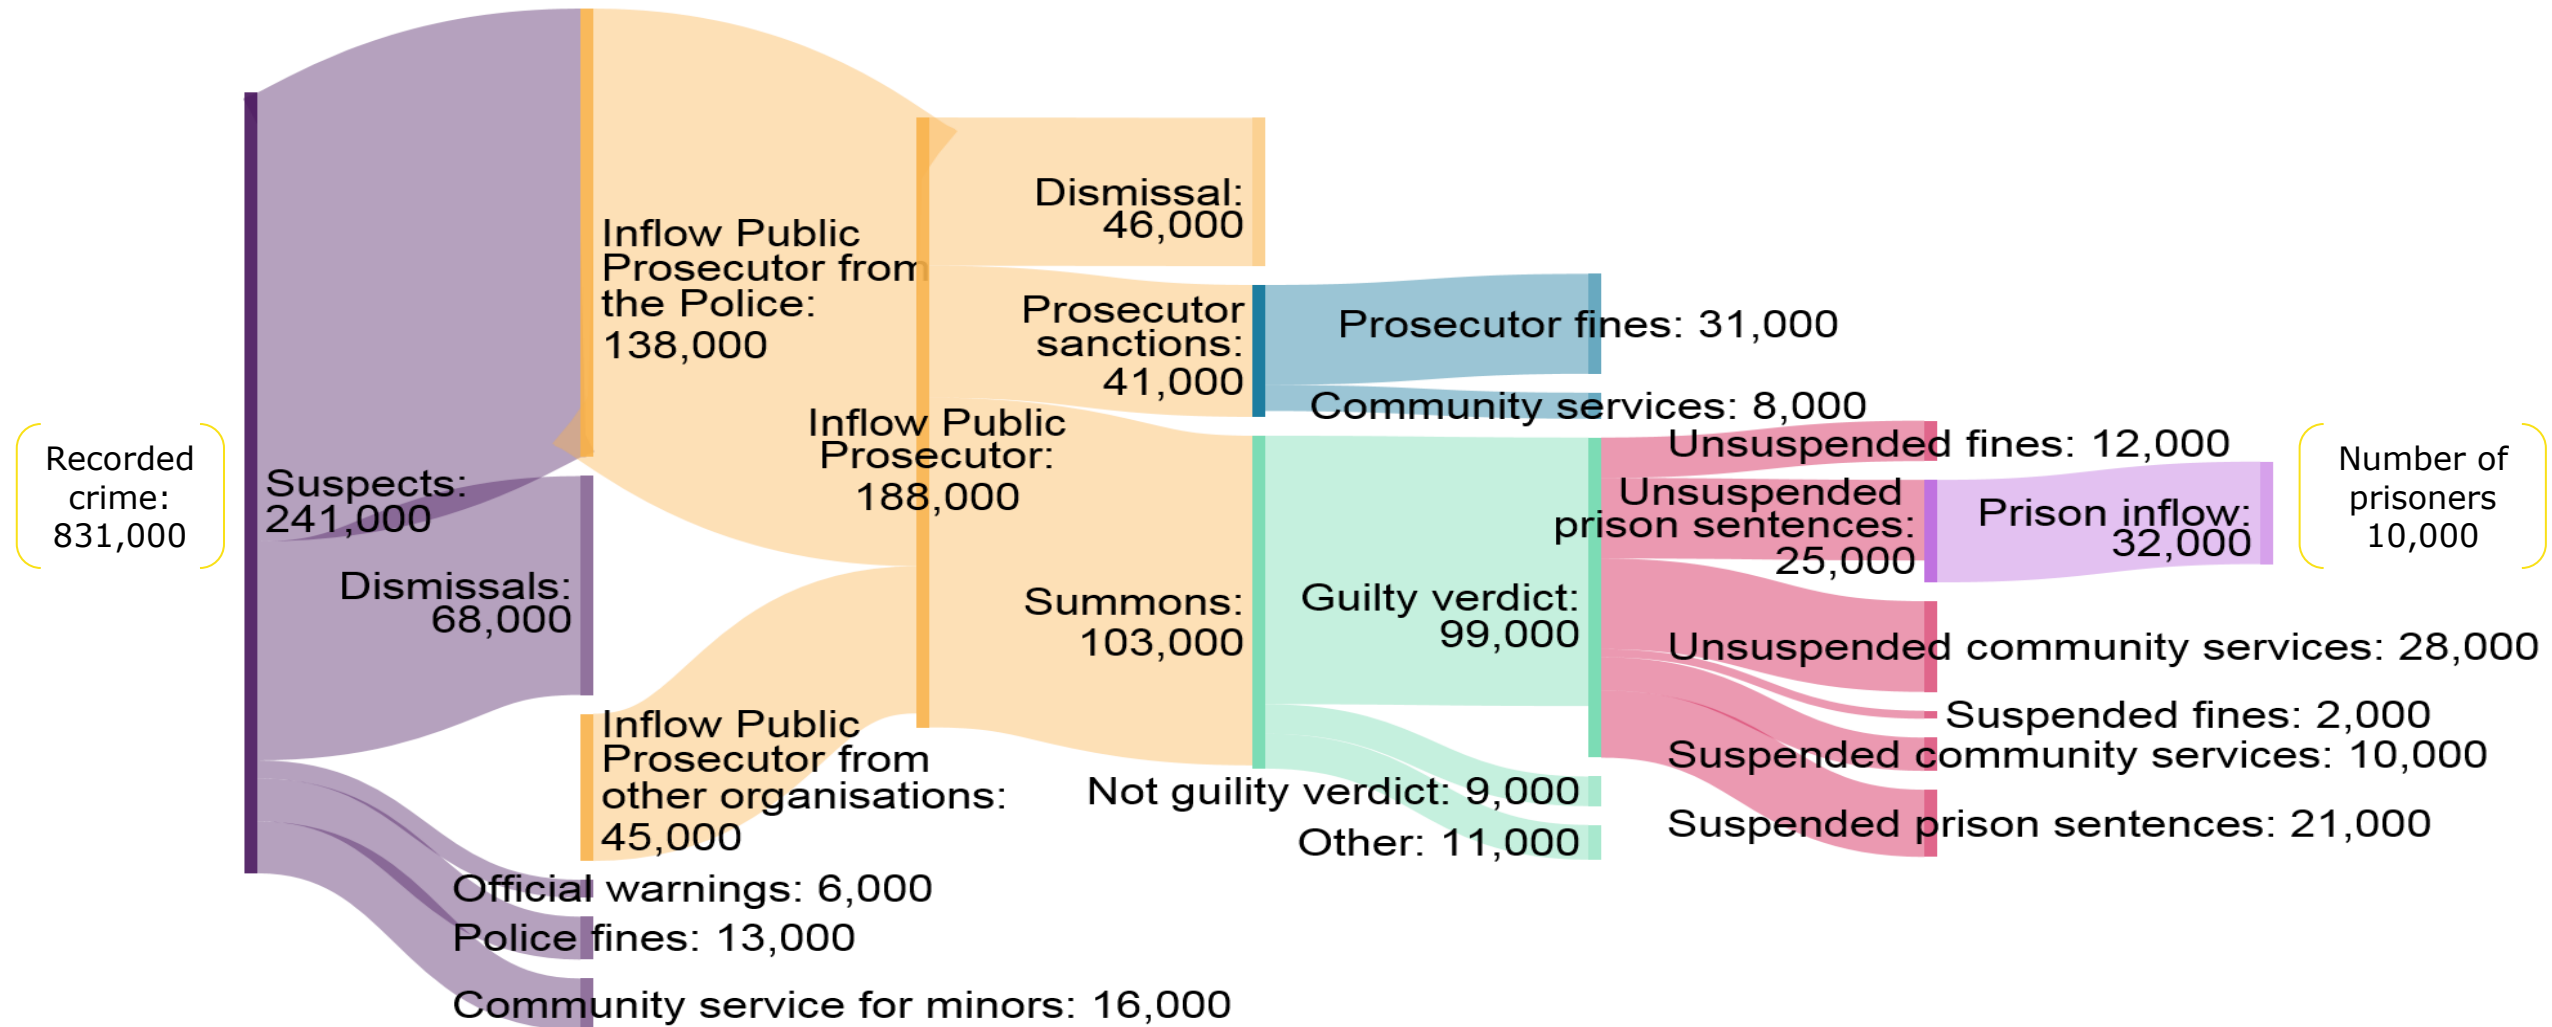 Recorded
crime:
831,000
Suspects:
241,000
Inflow Public
Prosecutor from
the Police:
138,000
Dismissals:
68,000
Inflow Public
Prosecutor from
other organisations:
45,000
Official warnings: 6,000
Police fines: 13,000
Community service for minors: 16,000
Inflow Public
Prosecutor:
188,000
Dismissal:
46,000
Prosecutor
sanctions:
41,000
Summons:
103,000
Prosecutor fines: 31,000
Community services: 8,000
Guilty verdict:
99,000
Not guility verdict: 9,000
Other: 11,000
Unsuspended fines: 12,000
Unsuspended
prison sentences:
25,000
Unsuspended community services: 28,000
Suspended fines: 2,000
Suspended community services: 10,000
Suspended prison sentences: 21,000
Prison inflow:
32,000
Number of
prisoners
10,000